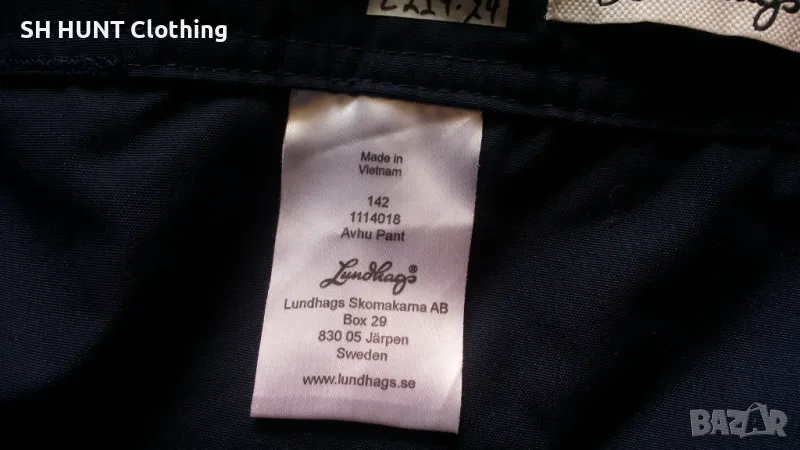 SH HUNT Clothing
Made in
Vietnam
142
1114018
Avhu Pant
Lundhags®
Lundhags Skomakarna AB
Box 29
830 05 Järpen
Sweden
www.lundhags.se
BAZAR